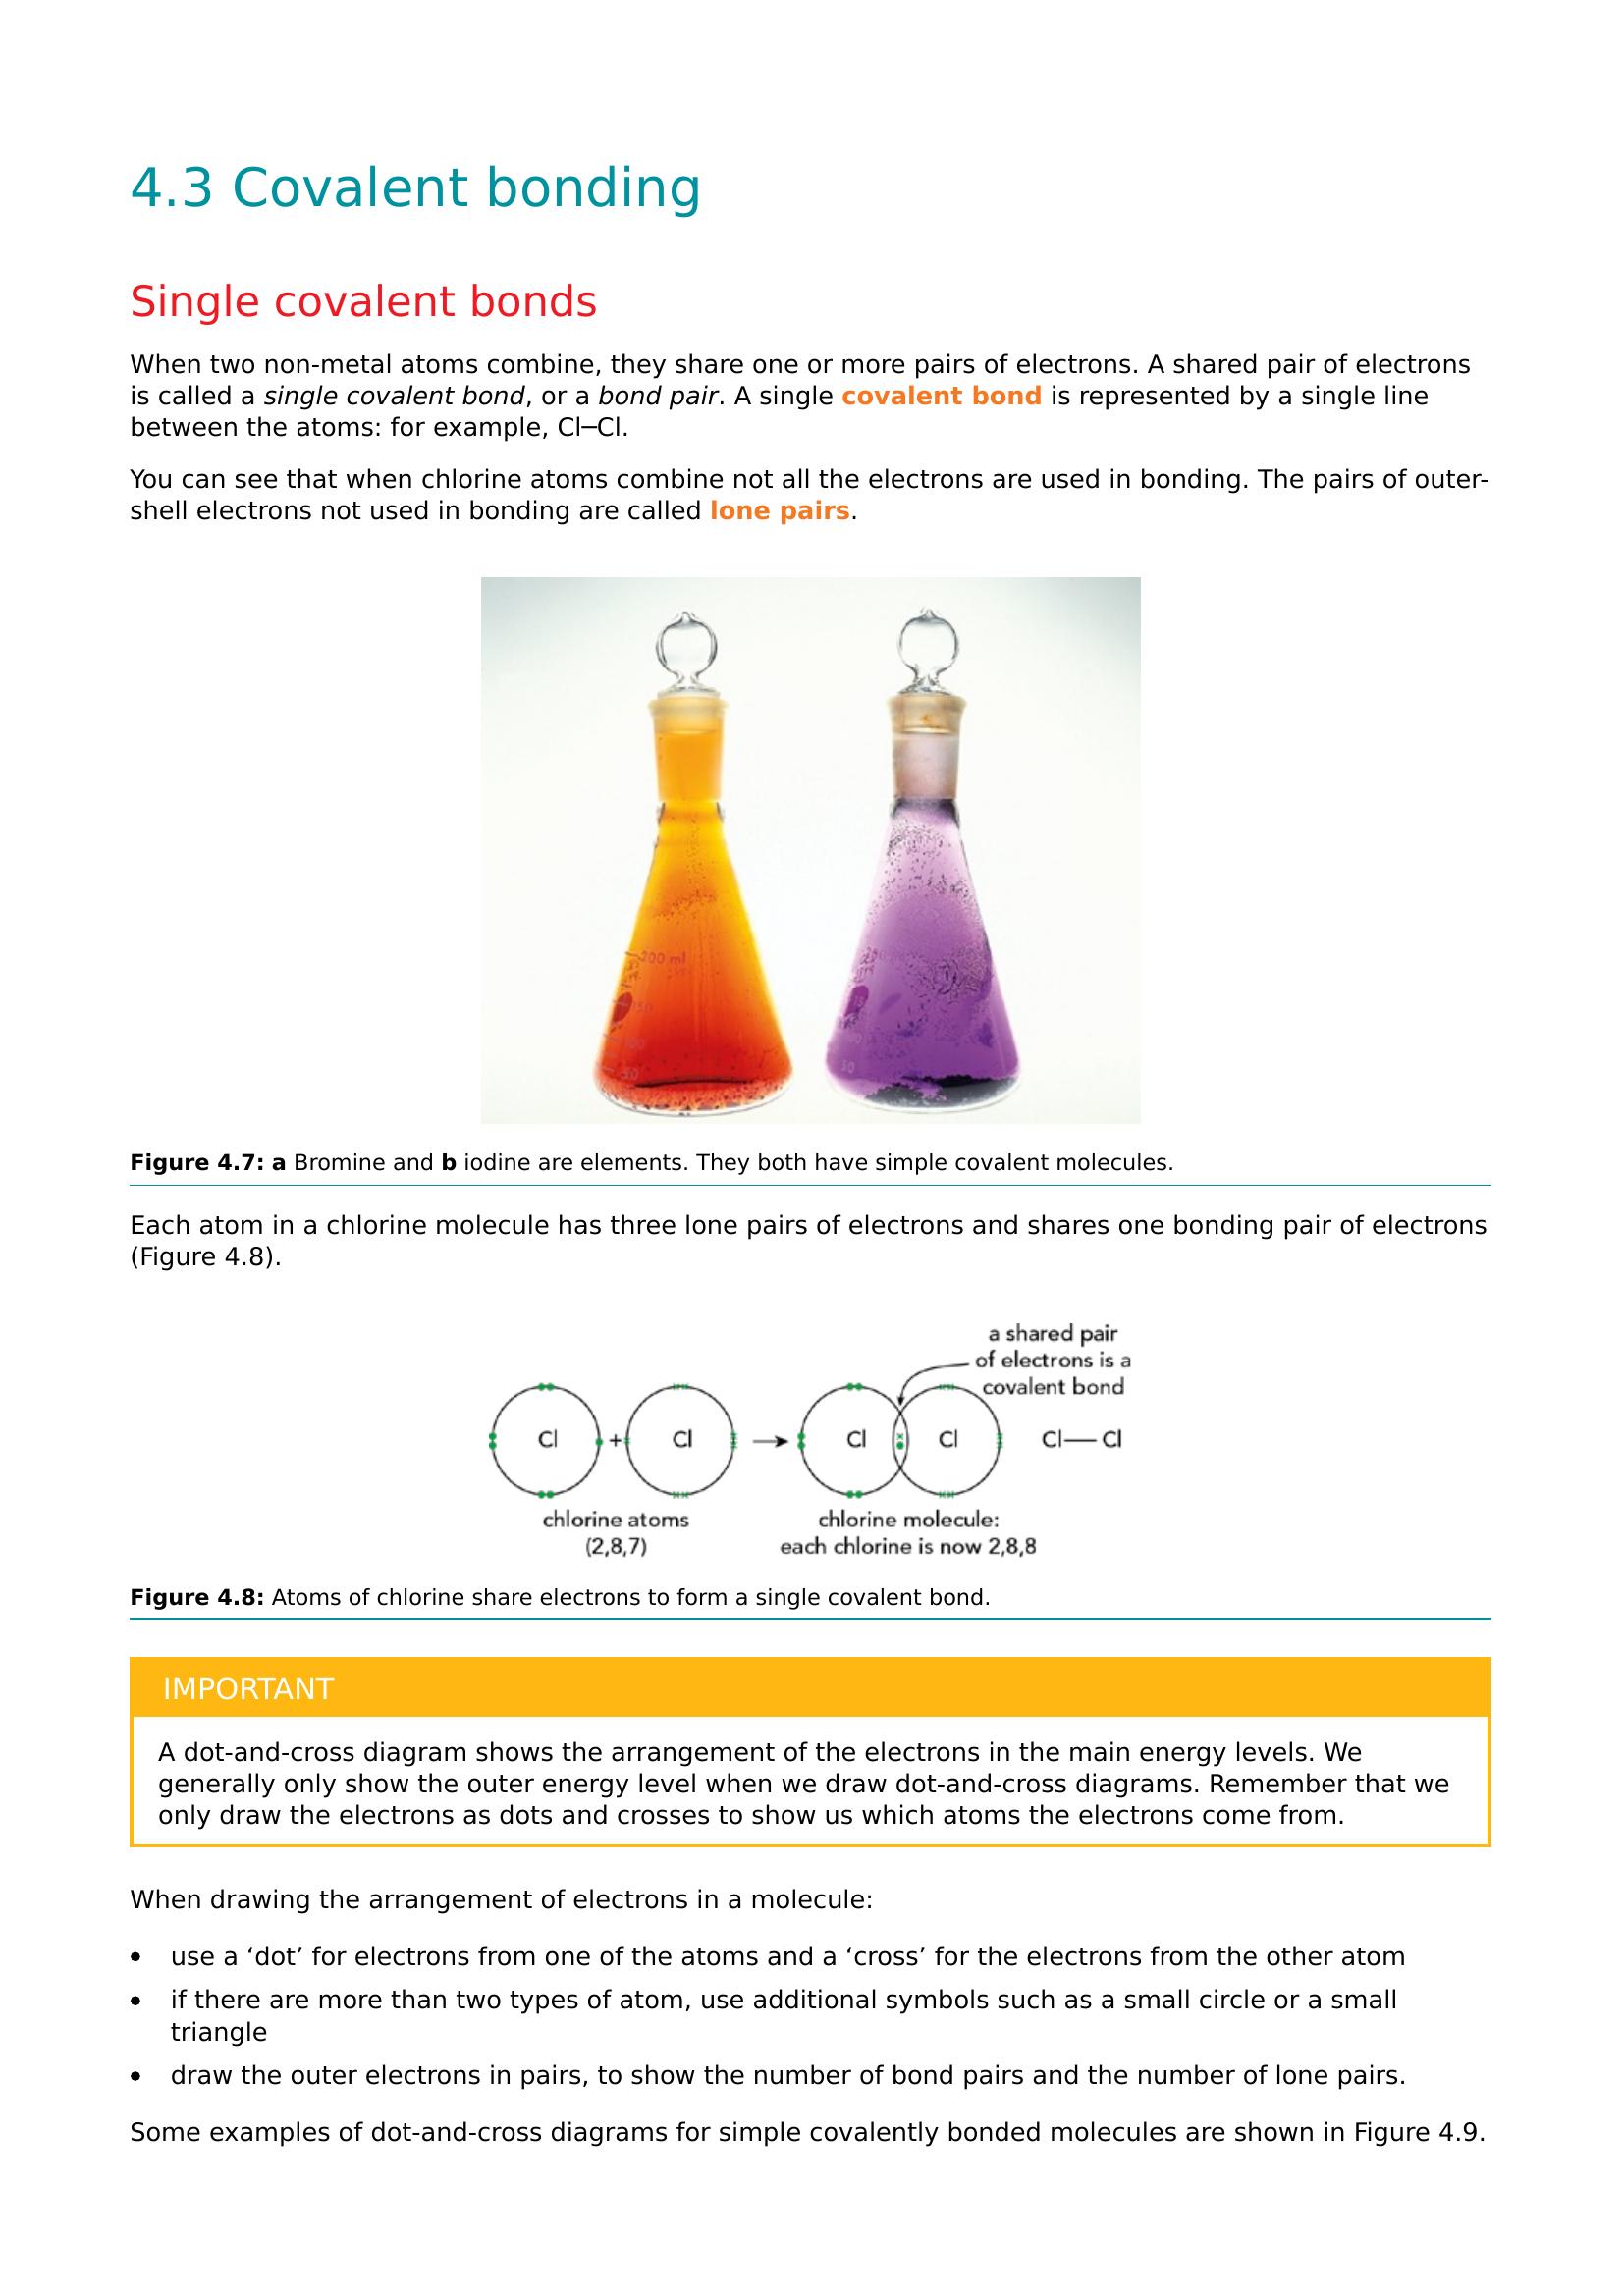 4.3 Covalent bonding
Single covalent bonds
When two non-metal atoms combine, they share one or more pairs of electrons. A shared pair of electrons
is called a single covalent bond, or a bond pair. A single covalent bond is represented by a single line
between the atoms: for example, Cl–Cl.
You can see that when chlorine atoms combine not all the electrons are used in bonding. The pairs of outer-
shell electrons not used in bonding are called lone pairs.
200 ml
50
50
Figure 4.7: a Bromine and b iodine are elements. They both have simple covalent molecules.
Each atom in a chlorine molecule has three lone pairs of electrons and shares one bonding pair of electrons
(Figure 4.8).
a shared pair
of electrons is a
covalent bond
Cl + Cl Cl Cl Cl — Cl
chlorine atoms
(2,8,7)
chlorine molecule:
each chlorine is now 2,8,8
Figure 4.8: Atoms of chlorine share electrons to form a single covalent bond.
IMPORTANT
A dot-and-cross diagram shows the arrangement of the electrons in the main energy levels. We
generally only show the outer energy level when we draw dot-and-cross diagrams. Remember that we
only draw the electrons as dots and crosses to show us which atoms the electrons come from.
When drawing the arrangement of electrons in a molecule:
• use a ‘dot’ for electrons from one of the atoms and a ‘cross’ for the electrons from the other atom
• if there are more than two types of atom, use additional symbols such as a small circle or a small
triangle
• draw the outer electrons in pairs, to show the number of bond pairs and the number of lone pairs.
Some examples of dot-and-cross diagrams for simple covalently bonded molecules are shown in Figure 4.9.